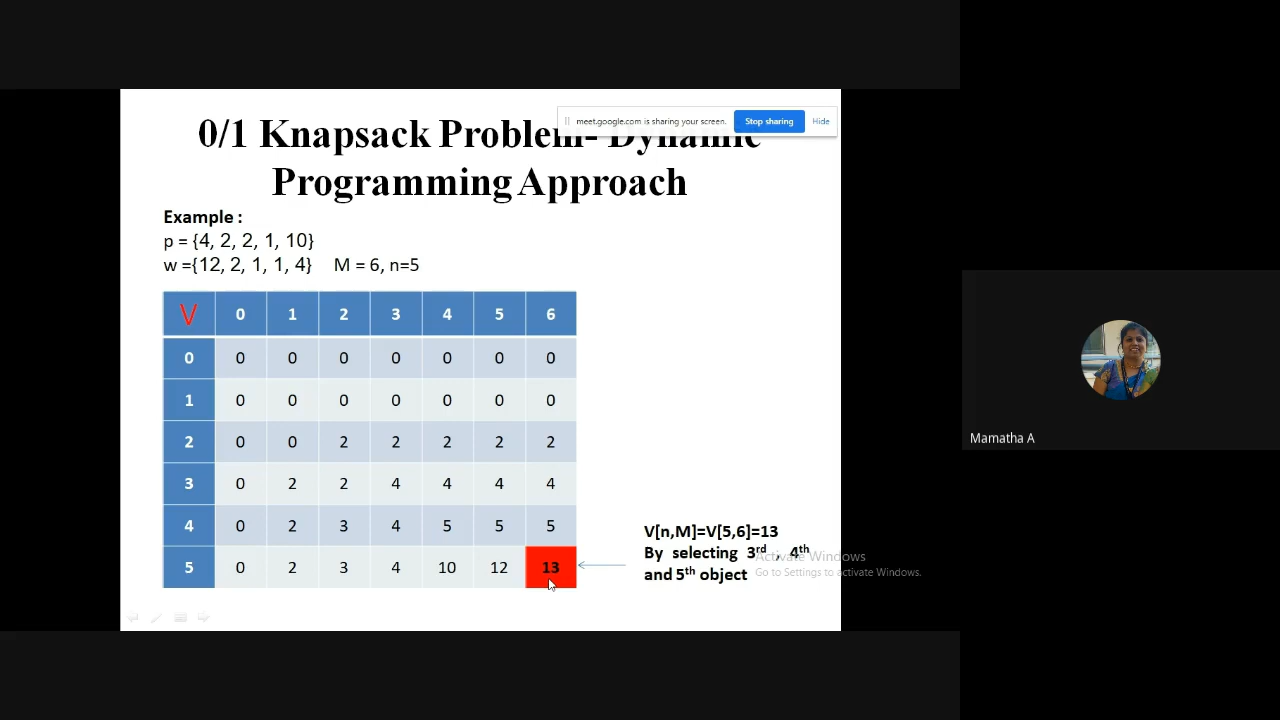 meet.google.com is sharing your screen. Stop sharing Hide
0/1 Knapsack Problem- Dynamic
Programming Approach
Example :
p = {4, 2, 2, 1, 10}
w ={12, 2, 1, 1, 4} M = 6, n=5
V 0 1 2 3 4 5 6
0 0 0 0 0 0 0 0
1 0 0 0 0 0 0 0
2 0 0 2 2 2 2 2
3 0 2 2 4 4 4 4
4 0 2 3 4 5 5 5
5 0 2 3 4 10 12 13
V[n,M]=V[5,6]=13
By selecting 3rd , 4th
and 5th object
Activate Windows
Go to Settings to activate Windows.
Mamatha A